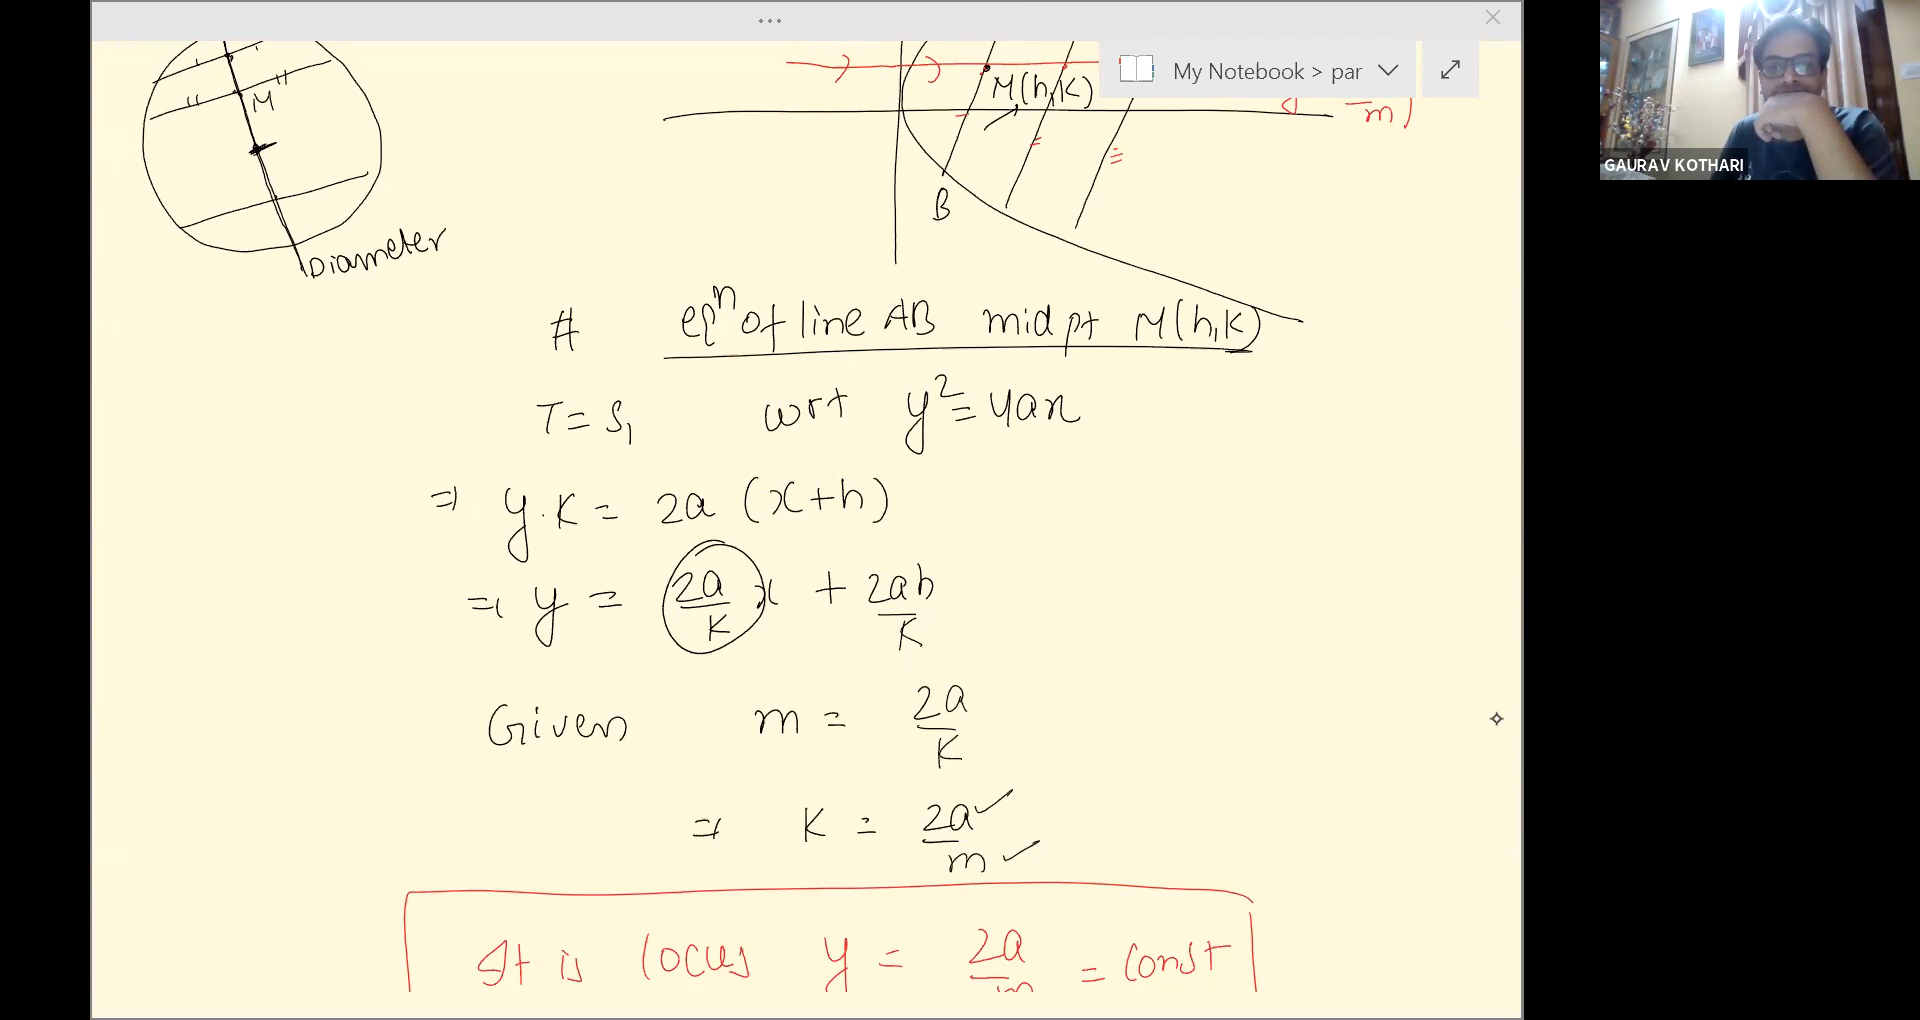 ...
My Notebook > par
GAURAV KOTHARI
M
Diameter
M(h,K)
m)
B
# eqⁿ of line AB mid pt M(h,K)
T = S₁ wrt y² = 4ax
⇒ y.K = 2a (x+h)
⇒ y = 2a/K x + 2ah/K
Given m = 2a/K
⇒ K = 2a/m
It is locus y = 2a/m = const